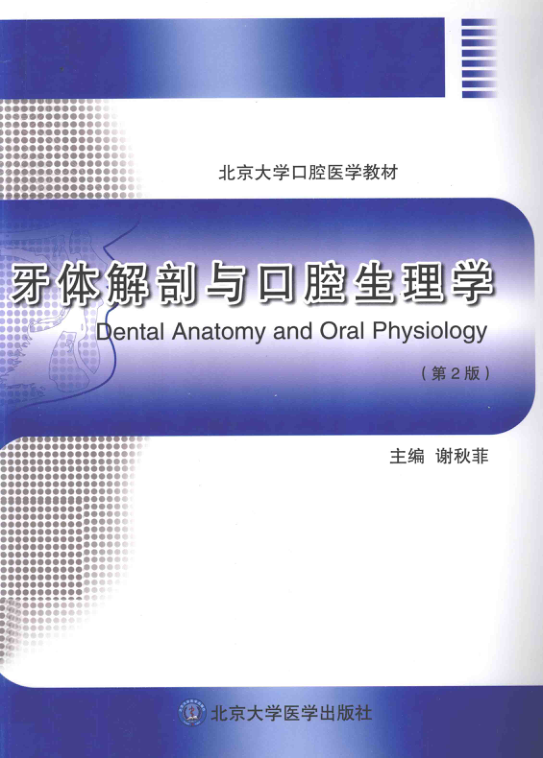 北京大学口腔医学教材
牙体解剖与口腔生理学
Dental Anatomy and Oral Physiology
（第2版）
主编 谢秋菲
北京大学医学出版社